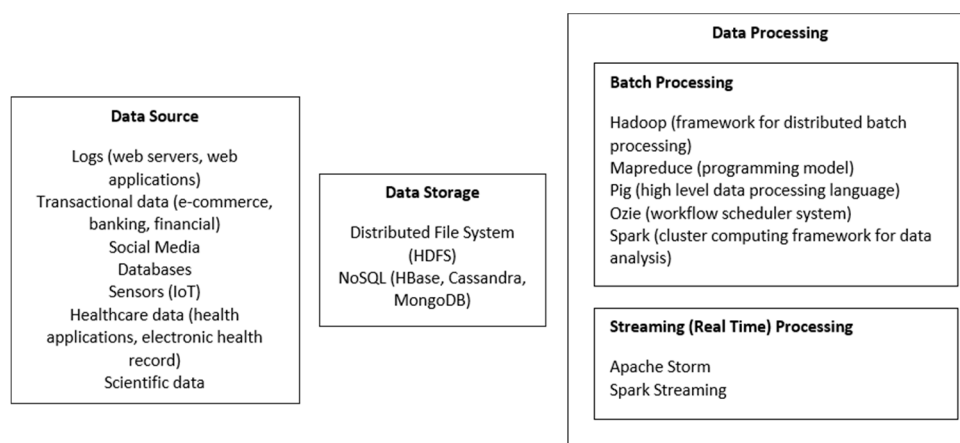 Data Source
Logs (web servers, web
applications)
Transactional data (e-commerce,
banking, financial)
Social Media
Databases
Sensors (IoT)
Healthcare data (health
applications, electronic health
record)
Scientific data
Data Storage
Distributed File System
(HDFS)
NoSQL (HBase, Cassandra,
MongoDB)
Data Processing
Batch Processing
Hadoop (framework for distributed batch
processing)
Mapreduce (programming model)
Pig (high level data processing language)
Ozie (workflow scheduler system)
Spark (cluster computing framework for data
analysis)
Streaming (Real Time) Processing
Apache Storm
Spark Streaming